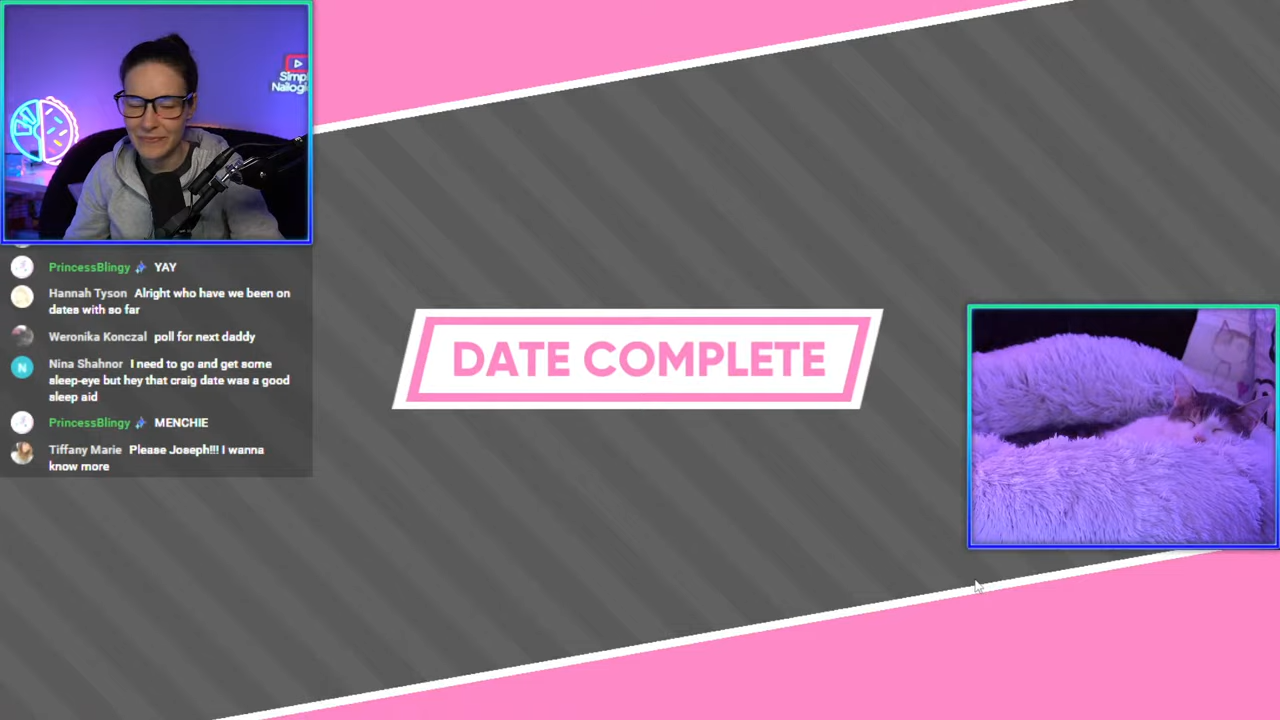 Simply
Nailogical
PrincessBlingy YAY
Hannah Tyson Alright who have we been on
dates with so far
Weronika Konczal poll for next daddy
N
Nina Shahnor I need to go and get some
sleep-eye but hey that craig date was a good
sleep aid
PrincessBlingy MENCHIE
Tiffany Marie Please Joseph!!! I wanna
know more
DATE COMPLETE